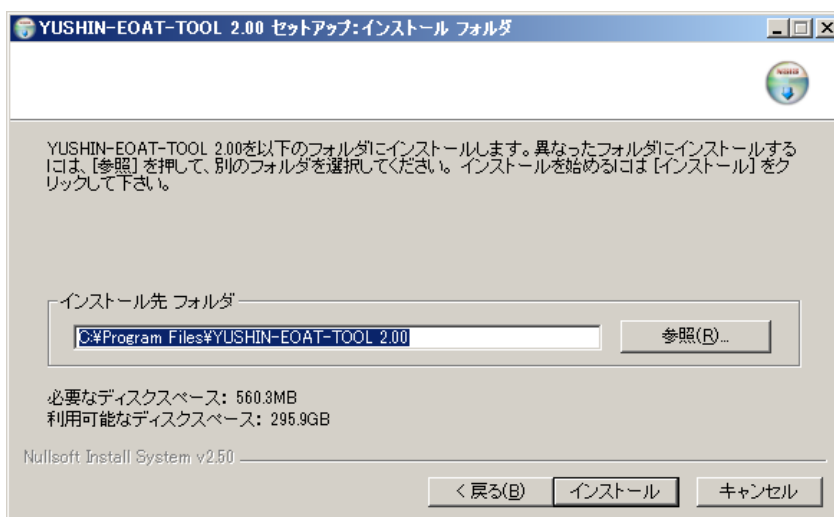 YUSHIN-EOAT-TOOL 2.00 セットアップ:インストール フォルダ
YUSHIN-EOAT-TOOL 2.00を以下のフォルダにインストールします。異なったフォルダにインストールする
には、[参照] を押して、別のフォルダを選択してください。インストールを始めるには [インストール] をク
リックして下さい。
インストール先 フォルダ
C:¥Program Files¥YUSHIN-EOAT-TOOL 2.00
参照(R)...
必要なディスクスペース: 560.3MB
利用可能なディスクスペース: 295.9GB
Nullsoft Install System v2.50
< 戻る(B)
インストール
キャンセル